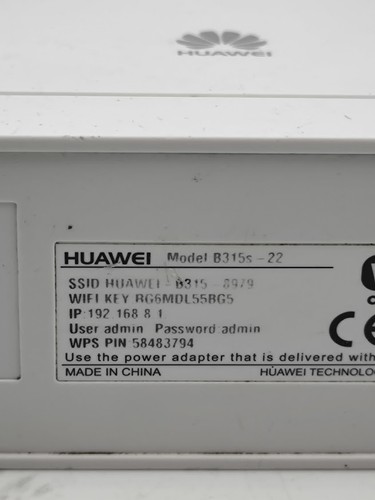 HUAWEI
HUAWEI Model B315s-22
SSID HUAWEI-B315-8979
WIFI KEY RG6MDL55BG5
IP:192.168.8.1
User admin Password:admin
WPS PIN 58483794
Use the power adapter that is delivered with
MADE IN CHINA HUAWEI TECHNOLO
CE